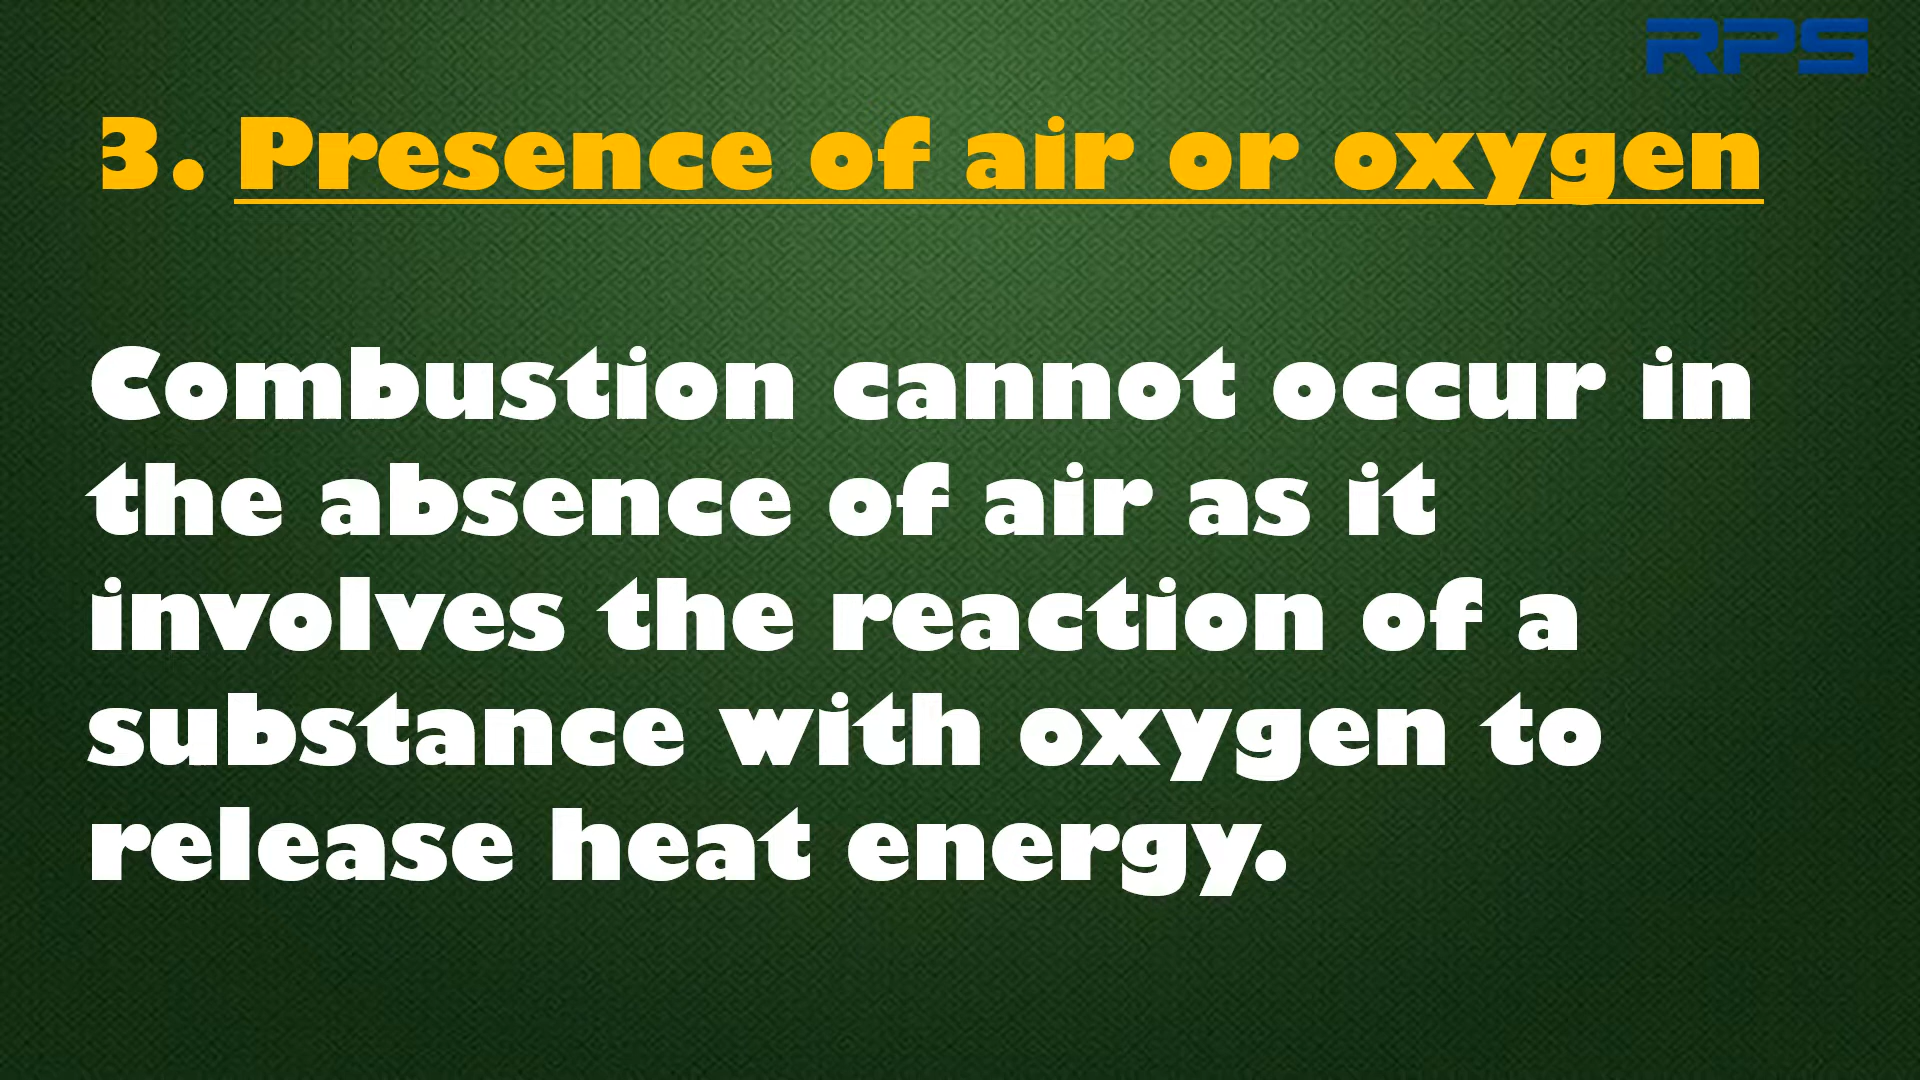 RPS
3. Presence of air or oxygen
Combustion cannot occur in
the absence of air as it
involves the reaction of a
substance with oxygen to
release heat energy.